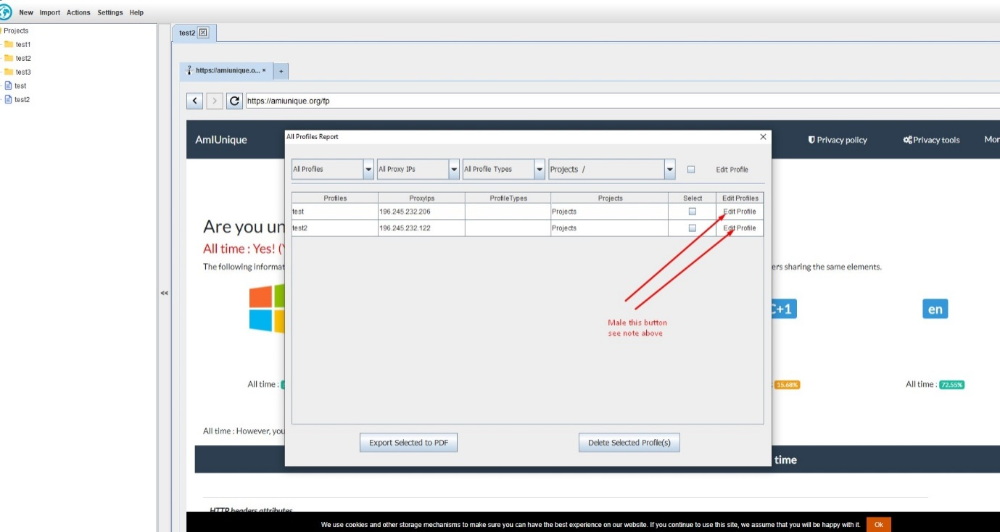 New Import Actions Settings Help
Projects
test1
test2
test3
test
test2
test2
https://amiunique.o... × +
https://amiunique.org/fp
AmIUnique
Privacy policy
Privacy tools
All Profiles Report
All Profiles
All Proxy IPs
All Profile Types
Projects /
Edit Profile
Profiles ProxyIps ProfileTypes Projects Select Edit Profiles
test 196.245.232.206 Projects Edit Profile
test2 196.245.232.122 Projects Edit Profile
Are you un
All time : Yes! (
The following informat
ers sharing the same elements.
<<
C+1
en
Male this button
see note above
All time :
15.68%
All time : 72.55%
All time : However, you
Export Selected to PDF
Delete Selected Profile(s)
time
HTTP headers attributes
We use cookies and other storage mechanisms to make sure you can have the best experience on our website. If you continue to use this site, we assume that you will be happy with it. Ok